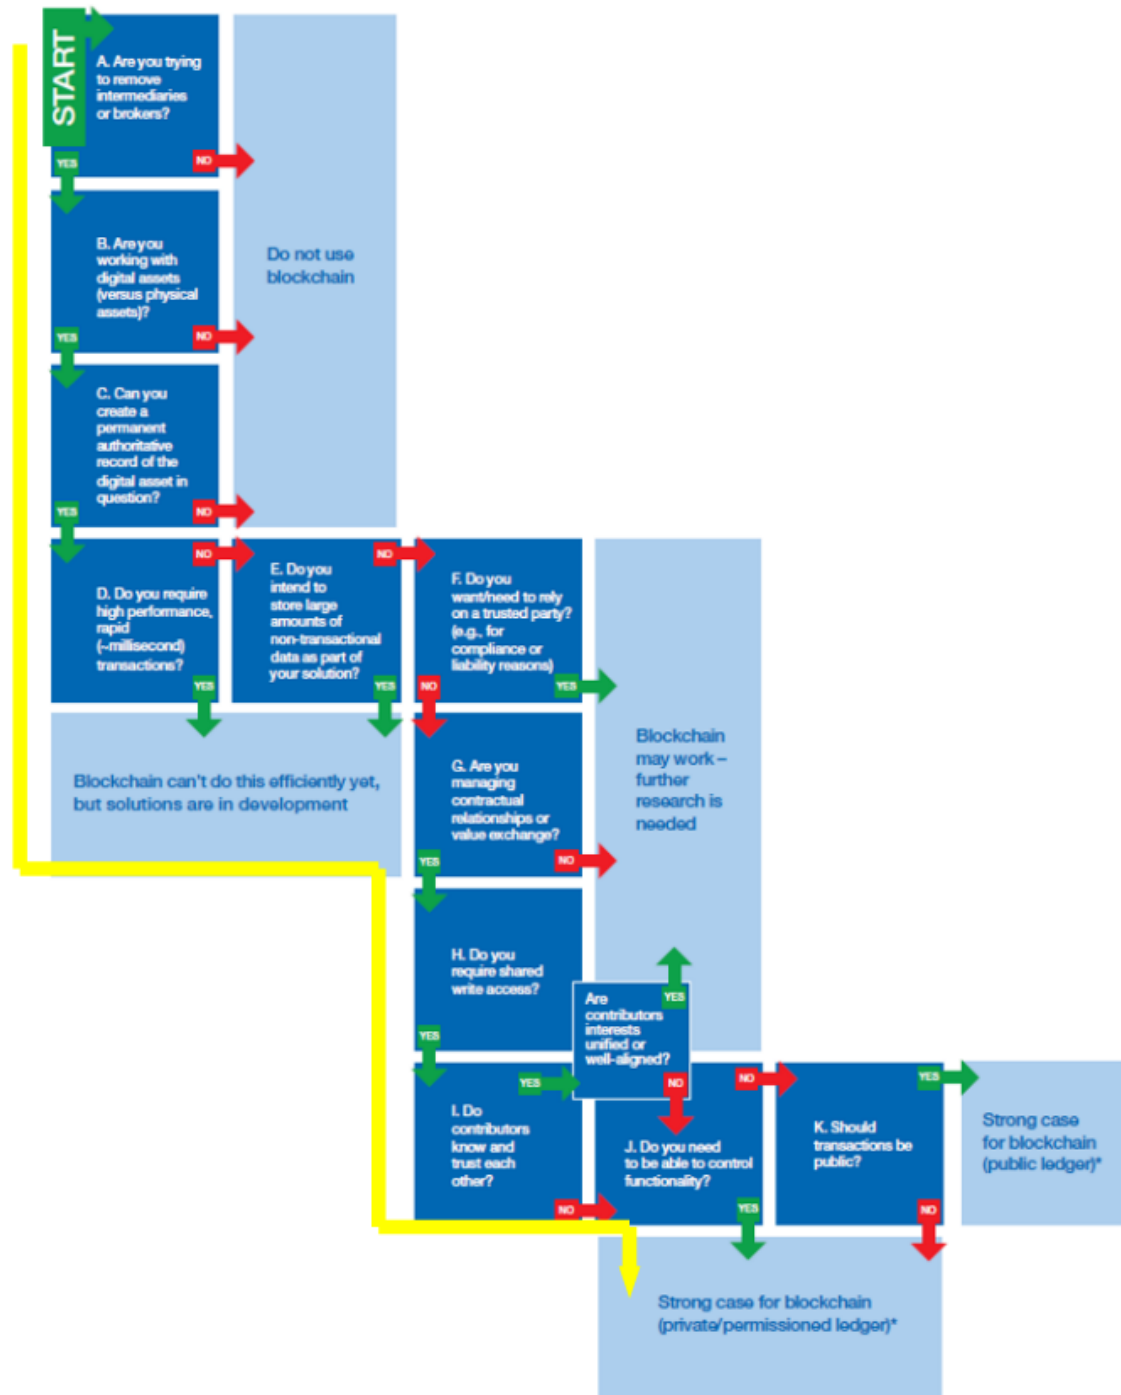 START
A. Are you trying
to remove
intermediaries
or brokers?
YES
NO
B. Are you
working with
digital assets
(versus physical
assets)?
YES
NO
Do not use
blockchain
C. Can you
create a
permanent
authoritative
record of the
digital asset in
question?
YES
NO
D. Do you require
high performance,
rapid
(~millisecond)
transactions?
NO
YES
E. Do you
intend to
store large
amounts of
non-transactional
data as part of
your solution?
NO
YES
F. Do you
want/need to rely
on a trusted party?
(e.g., for
compliance or
liability reasons)
NO
YES
Blockchain can't do this efficiently yet,
but solutions are in development
G. Are you
managing
contractual
relationships or
value exchange?
YES
NO
Blockchain
may work –
further
research is
needed
H. Do you
require shared
write access?
YES
Are
contributors
interests
unified or
well-aligned?
YES
NO
I. Do
contributors
know and
trust each
other?
YES
NO
J. Do you need
to be able to control
functionality?
NO
YES
K. Should
transactions be
public?
YES
NO
Strong case
for blockchain
(public ledger)*
Strong case for blockchain
(private/permissioned ledger)*